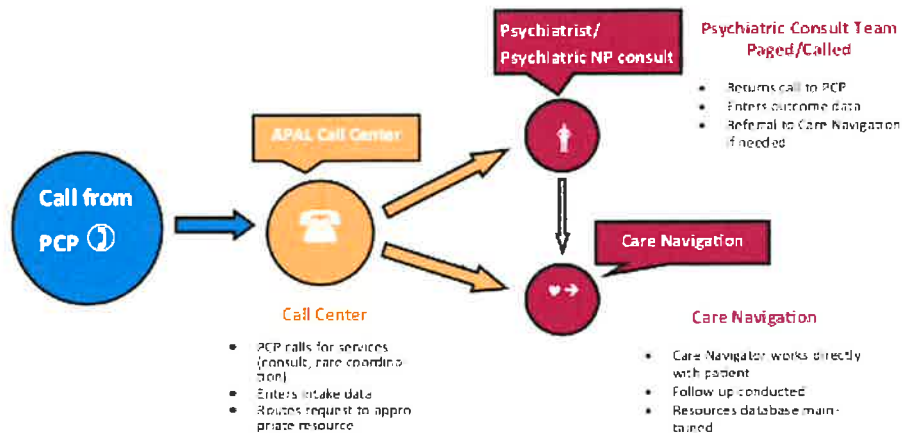 Psychiatrist/
Psychiatric NP consult
Psychiatric Consult Team
Paged/Called
• Returns call to PCP
• Enters outcome data
• Referral to Care Navigation
if needed
APAL Call Center
Call from
PCP
Care Navigation
Call Center
• PCP calls for services
(consult, care coordina-
tion)
• Enters intake data
• Routes request to appro
priate resource
Care Navigation
• Care Navigator works directly
with patient
• Follow up conducted
• Resources database main-
tained